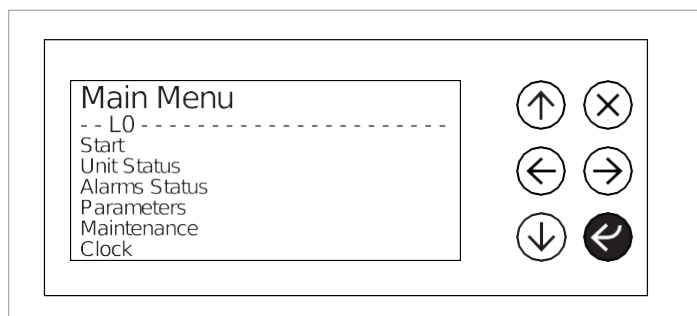 Main Menu
- - L0 - - - - - - - - - - - - - - - - - - - - - -
Start
Unit Status
Alarms Status
Parameters
Maintenance
Clock